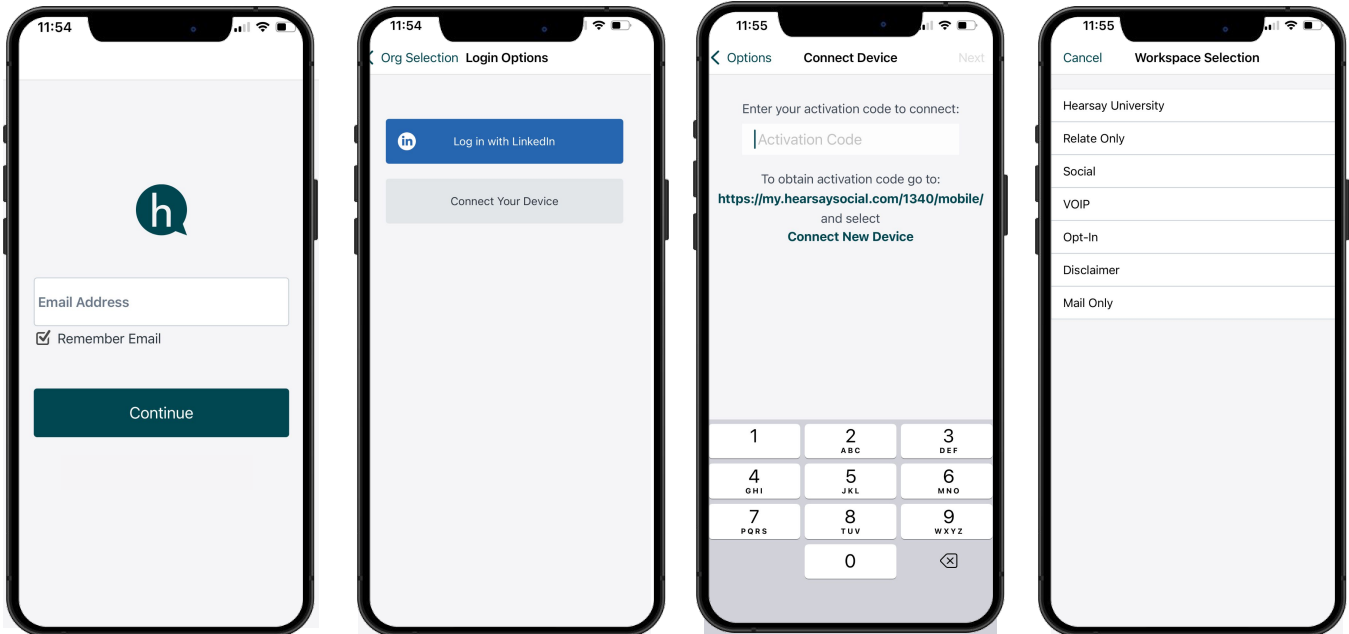 11:54
h
Email Address
Remember Email
Continue
11:54
Org Selection Login Options
in Log in with LinkedIn
Connect Your Device
11:55
Options Connect Device Next
Enter your activation code to connect:
Activation Code
To obtain activation code go to:
https://my.hearsaysocial.com/1340/mobile/
and select
Connect New Device
1 2 3
ABC DEF
4 5 6
GHI JKL MNO
7 8 9
PQRS TUV WXYZ
0
11:55
Cancel Workspace Selection
Hearsay University
Relate Only
Social
VOIP
Opt-In
Disclaimer
Mail Only